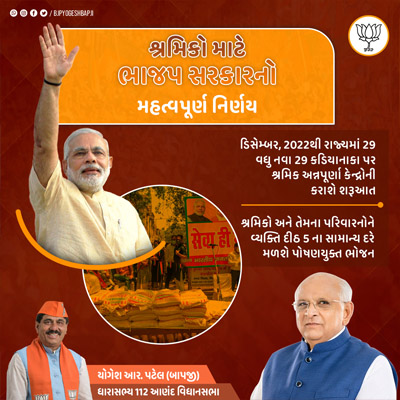 / BJPYOGESHBAPJI
શ્રમિકો માટે
ભાજપ સરકારનો
મહત્વપૂર્ણ નિર્ણય
ડિસેમ્બર, 2022થી રાજ્યમાં 29
વધુ નવા 29 કડિયાનાકા પર
શ્રમિક અન્નપૂર્ણા કેન્દ્રોની
કરાશે શરૂઆત
શ્રમિકો અને તેમના પરિવારનોને
વ્યક્તિ દીઠ 5 ના સામાન્ય દરે
મળશે પોષણયુક્ત ભોજન
યોગેશ આર. પટેલ (બાપજી)
ધારાસભ્ય 112 આણંદ વિધાનસભા